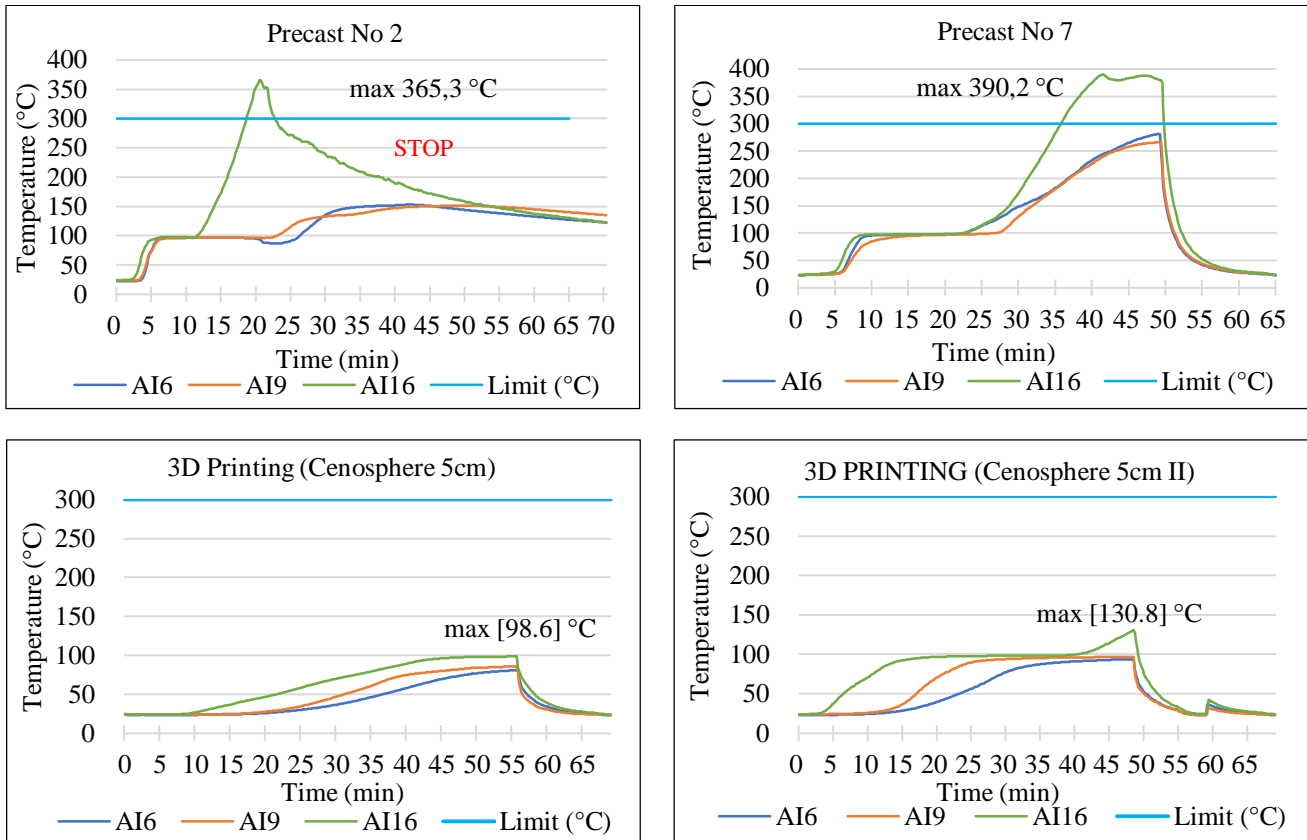 Precast No 2
400
350
300
250
200
150
100
50
0
Temperature (°C)
max 365,3 °C
STOP
0 5 10 15 20 25 30 35 40 45 50 55 60 65 70
Time (min)
AI6 AI9 AI16 Limit (°C)
Precast No 7
400
350
300
250
200
150
100
50
0
Temperature (°C)
max 390,2 °C
0 5 10 15 20 25 30 35 40 45 50 55 60 65
Time (min)
AI6 AI9 AI16 Limit (°C)
3D Printing (Cenosphere 5cm)
300
250
200
150
100
50
0
Temperature (°C)
max [98.6] °C
0 5 10 15 20 25 30 35 40 45 50 55 60 65
Time (min)
AI6 AI9 AI16 Limit (°C)
3D PRINTING (Cenosphere 5cm II)
300
250
200
150
100
50
0
Temperature (°C)
max [130.8] °C
0 5 10 15 20 25 30 35 40 45 50 55 60 65
Time (min)
AI6 AI9 AI16 Limit (°C)